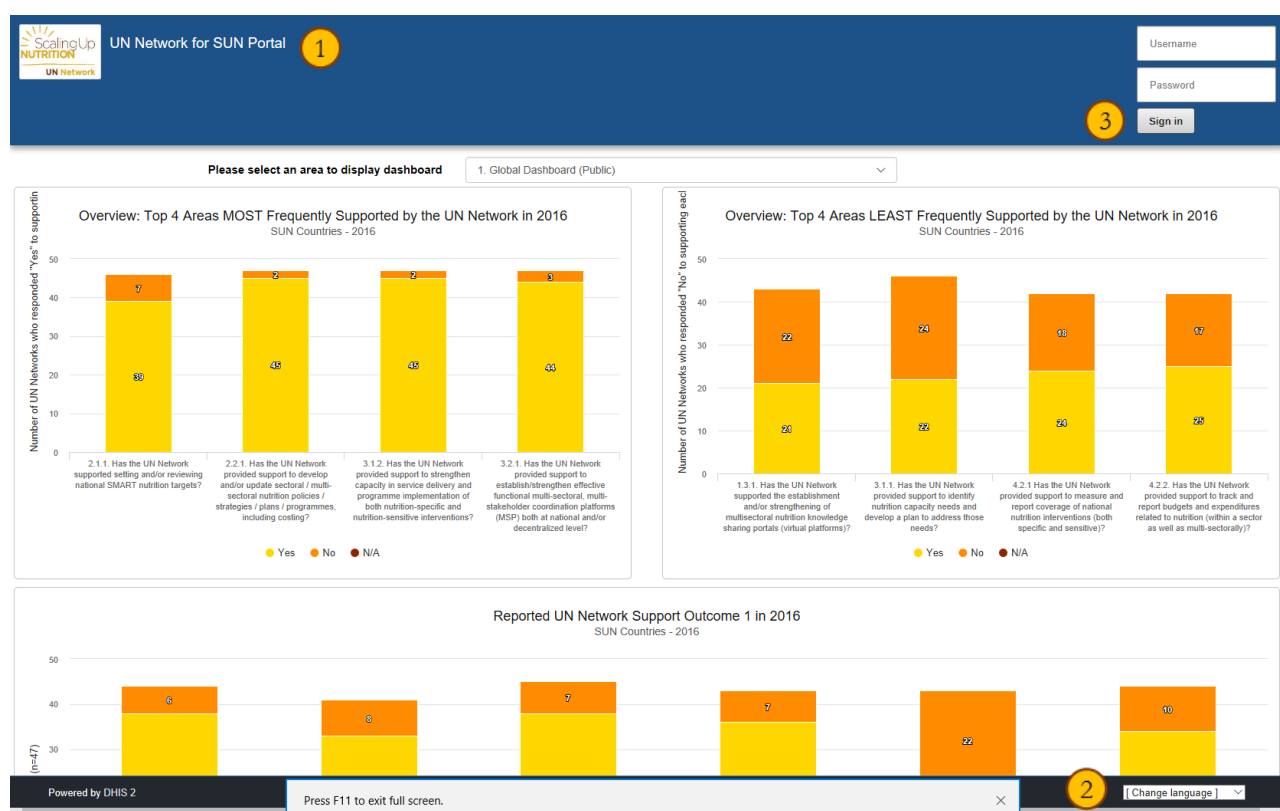 ScalingUp
NUTRITION
UN Network
UN Network for SUN Portal
1
Username
Password
3
Sign in
Please select an area to display dashboard
1. Global Dashboard (Public)
Overview: Top 4 Areas MOST Frequently Supported by the UN Network in 2016
SUN Countries - 2016
Number of UN Networks who responded "Yes" to supportin
50
40
30
20
10
0
7
39
2
45
2
45
3
44
2.1.1. Has the UN Network
supported setting and/or reviewing
national SMART nutrition targets?
2.2.1. Has the UN Network
provided support to develop
and/or update sectoral / multi-
sectoral nutrition policies /
strategies / plans / programmes,
including costing?
3.1.2. Has the UN Network
provided support to strengthen
capacity in service delivery and
programme implementation of
both nutrition-specific and
nutrition-sensitive interventions?
3.2.1. Has the UN Network
provided support to
establish/strengthen effective
functional multi-sectoral, multi-
stakeholder coordination platforms
(MSP) both at national and/or
decentralized level?
Yes No N/A
Overview: Top 4 Areas LEAST Frequently Supported by the UN Network in 2016
SUN Countries - 2016
Number of UN Networks who responded "No" to supporting eacl
50
40
30
20
10
0
22
21
24
22
18
24
17
25
1.3.1. Has the UN Network
supported the establishment
and/or strengthening of
multisectoral nutrition knowledge
sharing portals (virtual platforms)?
3.1.1. Has the UN Network
provided support to identify
nutrition capacity needs and
develop a plan to address those
needs?
4.2.1 Has the UN Network
provided support to measure and
report coverage of national
nutrition interventions (both
specific and sensitive)?
4.2.2. Has the UN Network
provided support to track and
report budgets and expenditures
related to nutrition (within a sector
as well as multi-sectorally)?
Yes No N/A
Reported UN Network Support Outcome 1 in 2016
SUN Countries - 2016
(n=47)
50
40
30
6
8
7
7
22
10
Powered by DHIS 2
Press F11 to exit full screen.
2
[ Change language ]